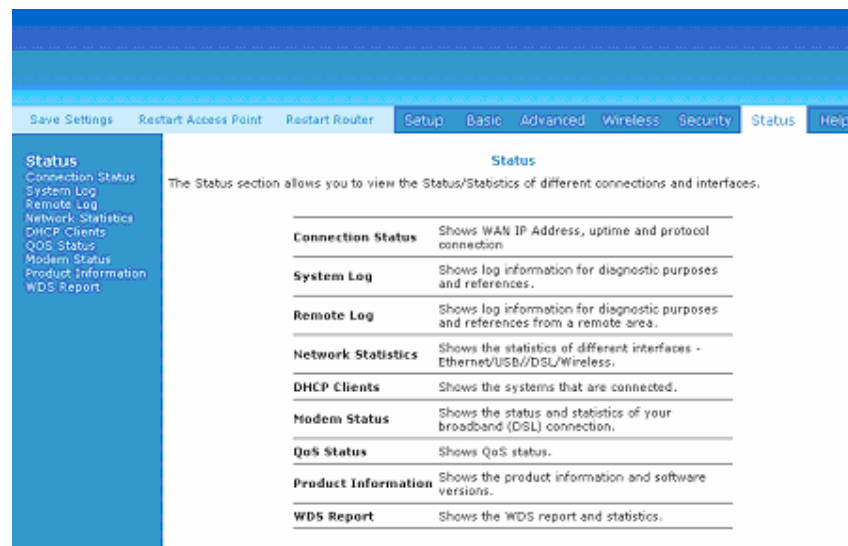 Save Settings Restart Access Point Restart Router Setup Basic Advanced Wireless Security Status Help
Status
Connection Status
System Log
Remote Log
Network Statistics
DHCP Clients
QOS Status
Modem Status
Product Information
WDS Report
Status
The Status section allows you to view the Status/Statistics of different connections and interfaces.
Connection Status Shows WAN IP Address, uptime and protocol
connection
System Log Shows log information for diagnostic purposes
and references.
Remote Log Shows log information for diagnostic purposes
and references from a remote area.
Network Statistics Shows the statistics of different interfaces -
Ethernet/USB//DSL/Wireless.
DHCP Clients Shows the systems that are connected.
Modem Status Shows the status and statistics of your
broadband (DSL) connection.
QoS Status Shows QoS status.
Product Information Shows the product information and software
versions.
WDS Report Shows the WDS report and statistics.